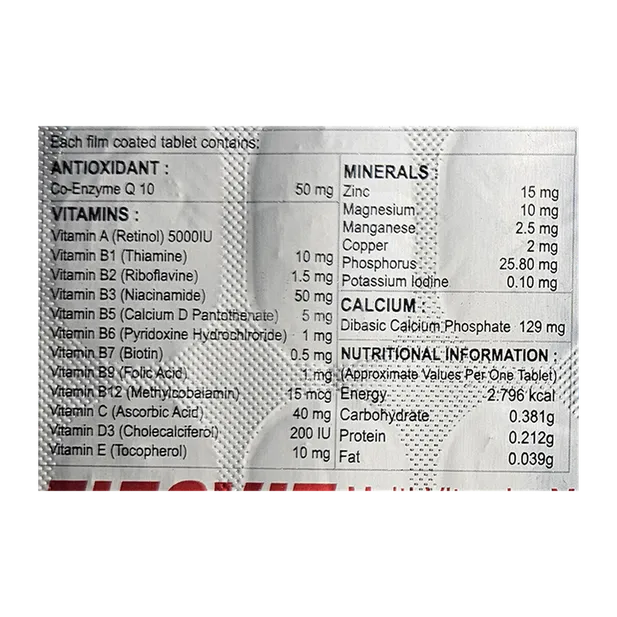 Each film coated tablet contains:
ANTIOXIDANT :
Co-Enzyme Q 10 50 mg
VITAMINS :
Vitamin A (Retinol) 5000IU
Vitamin B1 (Thiamine) 10 mg
Vitamin B2 (Riboflavine) 1.5 mg
Vitamin B3 (Niacinamide) 50 mg
Vitamin B5 (Calcium D Pantothenate) 5 mg
Vitamin B6 (Pyridoxine Hydrochlroride) 1 mg
Vitamin B7 (Biotin) 0.5 mg
Vitamin B9 (Folic Acid) 1 mg
Vitamin B12 (Methylcobalamin) 15 mcg
Vitamin C (Ascorbic Acid) 40 mg
Vitamin D3 (Cholecalciferol) 200 IU
Vitamin E (Tocopherol) 10 mg
MINERALS :
Zinc 15 mg
Magnesium 10 mg
Manganese 2.5 mg
Copper 2 mg
Phosphorus 25.80 mg
Potassium Iodine 0.10 mg
CALCIUM :
Dibasic Calcium Phosphate 129 mg
NUTRITIONAL INFORMATION :
(Approximate Values Per One Tablet)
Energy 2.796 kcal
Carbohydrate 0.381g
Protein 0.212g
Fat 0.039g